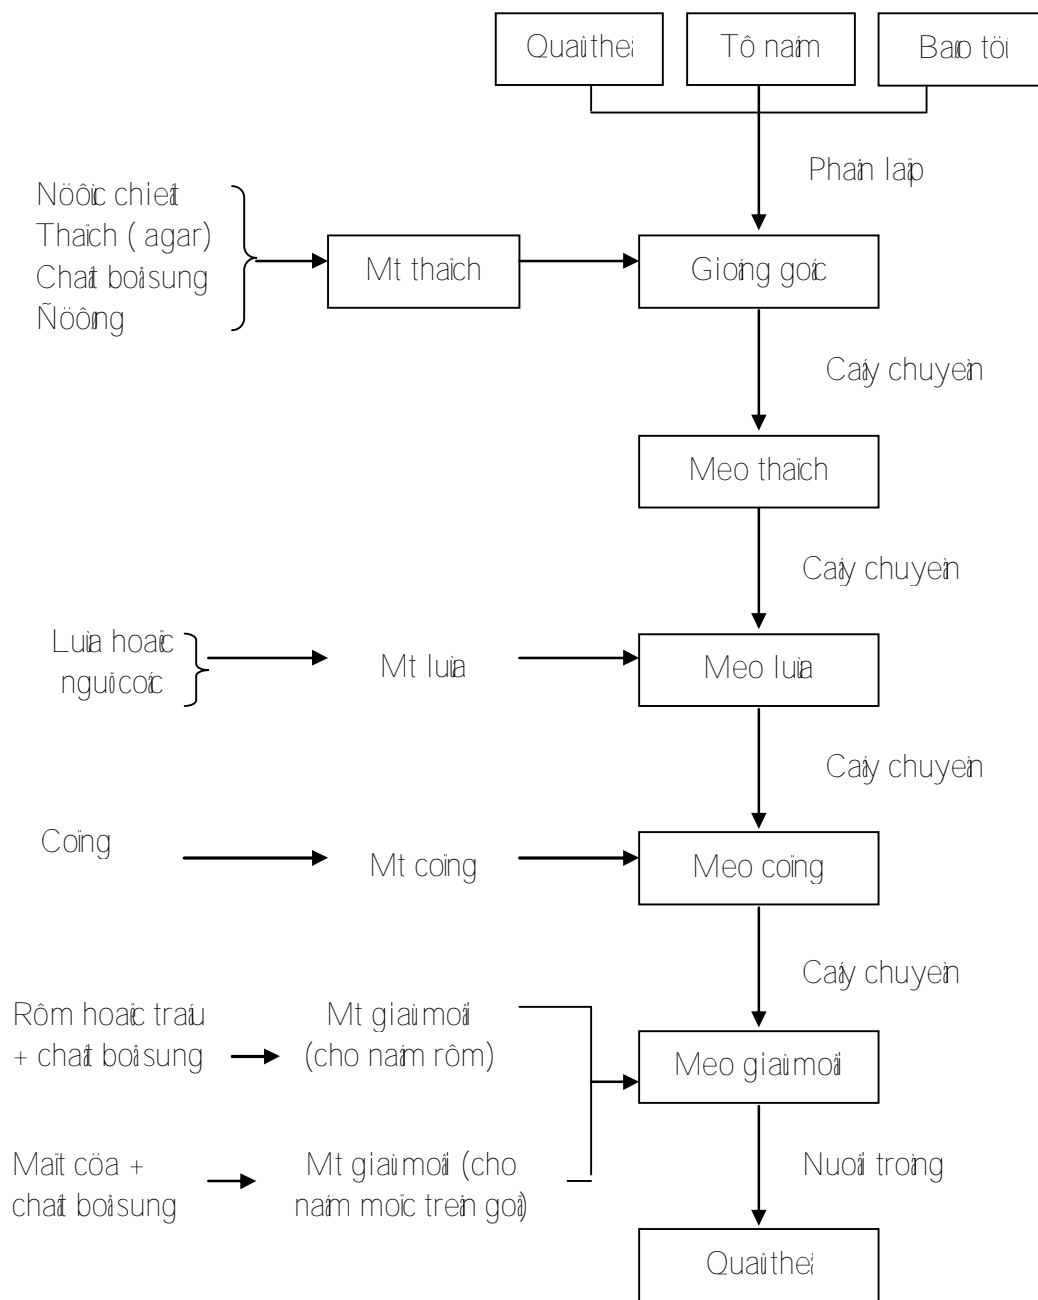 Quaû theå
Tô naám
Baøo töû
Phaân laäp
Nöôùc chieát
Thaïch ( agar)
Chaát boå sung
Ñöôøng
Mt thaïch
Gioáng goác
Caáy chuyeàn
Meo thaïch
Caáy chuyeàn
Luùa hoaëc
nguõ coác
Mt luùa
Meo luùa
Caáy chuyeàn
Coïng
Mt coïng
Meo coïng
Caáy chuyeàn
Rôm hoaëc traáu
+ chaát boå sung
Mt giaù moâi
(cho naám rôm)
Meo giaù moâi
Maït cöa +
chaát boå sung
Mt giaù moâi (cho
naám moïc treân goã)
Nuoâi troàng
Quaû theå